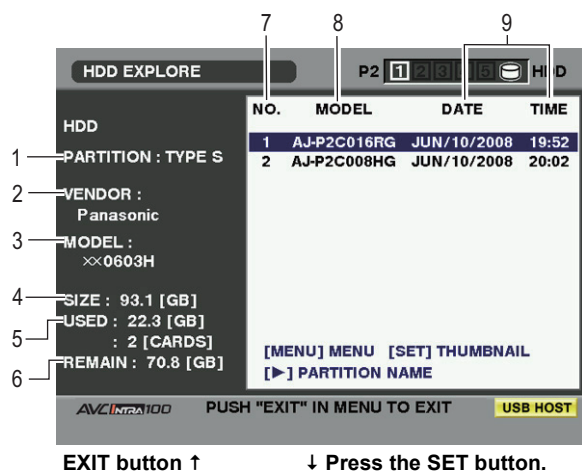 7 8 9
HDD EXPLORE P2 1 2 3 4 5 HDD
NO. MODEL DATE TIME
HDD
1 AJ-P2C016RG JUN/10/2008 19:52
1 PARTITION : TYPE S
2 AJ-P2C008HG JUN/10/2008 20:02
2 VENDOR :
Panasonic
3 MODEL :
××0603H
4 SIZE : 93.1 [GB]
5 USED : 22.3 [GB]
: 2 [CARDS]
6 REMAIN : 70.8 [GB]
[MENU] MENU [SET] THUMBNAIL
[►] PARTITION NAME
AVC INTRA 100 PUSH "EXIT" IN MENU TO EXIT USB HOST
EXIT button ↑ ↓ Press the SET button.